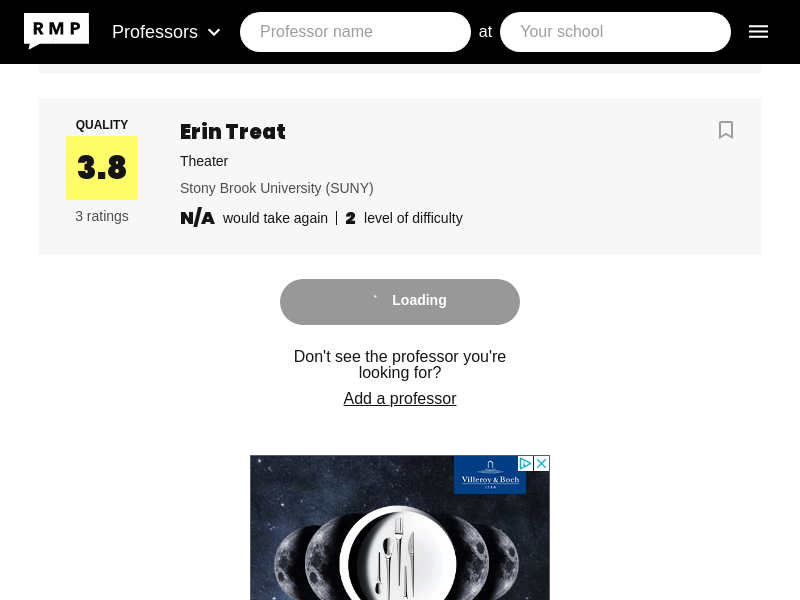 RMP
Professors
Professor name
at
Your school
QUALITY
3.8
3 ratings
Erin Treat
Theater
Stony Brook University (SUNY)
N/A would take again | 2 level of difficulty
Loading
Don't see the professor you're
looking for?
Add a professor
Villeroy & Boch
1748